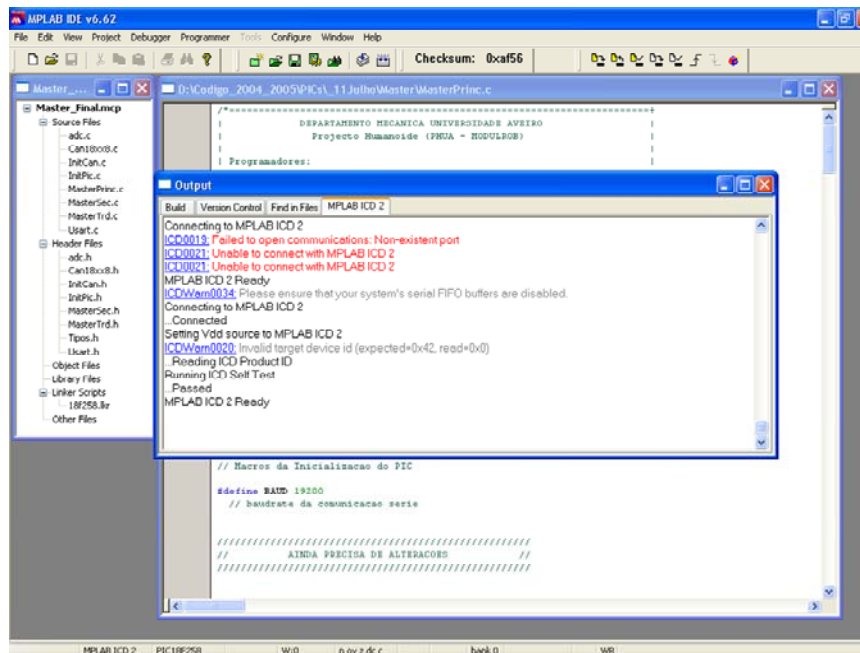 MPLAB IDE v6.62
File Edit View Project Debugger Programmer Tools Configure Window Help
Checksum: 0xaf56
Master_...
Master_Final.mcp
Source Files
adc.c
Can18xx8.c
InitCan.c
InitPic.c
MasterPrinc.c
MasterSec.c
MasterTrd.c
Usart.c
Header Files
adc.h
Can18xx8.h
InitCan.h
InitPic.h
MasterSec.h
MasterTrd.h
Tipos.h
Usart.h
Object Files
Library Files
Linker Scripts
18f258.lkr
Other Files
D:\Codigo_2004_2005\PICs\_11Julho\Master\MasterPrinc.c
DEPARTAMENTO MECANICA UNIVERSIDADE AVEIRO
Projecto Humanoide (PHUA - MODULROB)
Programadores:
Output
Build Version Control Find in Files MPLAB ICD 2
Connecting to MPLAB ICD 2
ICD0019: Failed to open communications: Non-existent port
ICD0021: Unable to connect with MPLAB ICD 2
ICD0021: Unable to connect with MPLAB ICD 2
MPLAB ICD 2 Ready
ICDWarn0034: Please ensure that your system's serial FIFO buffers are disabled.
Connecting to MPLAB ICD 2
...Connected
Setting Vdd source to MPLAB ICD 2
ICDWarn0020: Invalid target device id (expected=0x42, read=0x0)
...Reading ICD Product ID
Running ICD Self Test
...Passed
MPLAB ICD 2 Ready
// Macros da Inicializacao do PIC
#define BAUD 19200
// baudrate da comunicacao serie
//////////////////////////////////////////////////////
// AINDA PRECISA DE ALTERACOES //
//////////////////////////////////////////////////////
MPLAB ICD 2 PIC18F258 W:0 n ov z dc c bank 0 WR